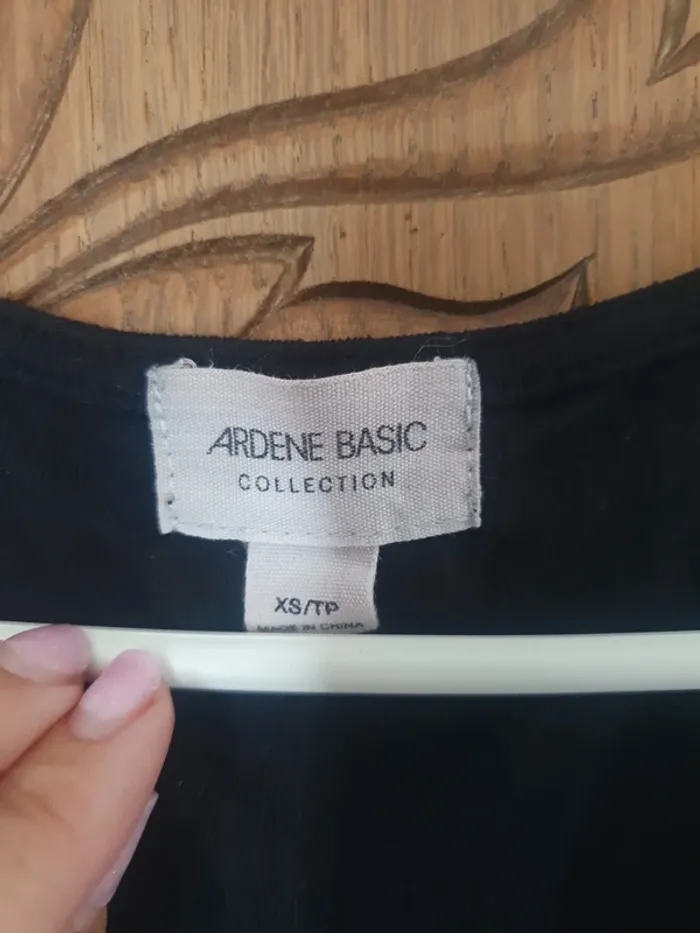 ARDENE BASIC
COLLECTION
XS/TP
MADE IN CHINA